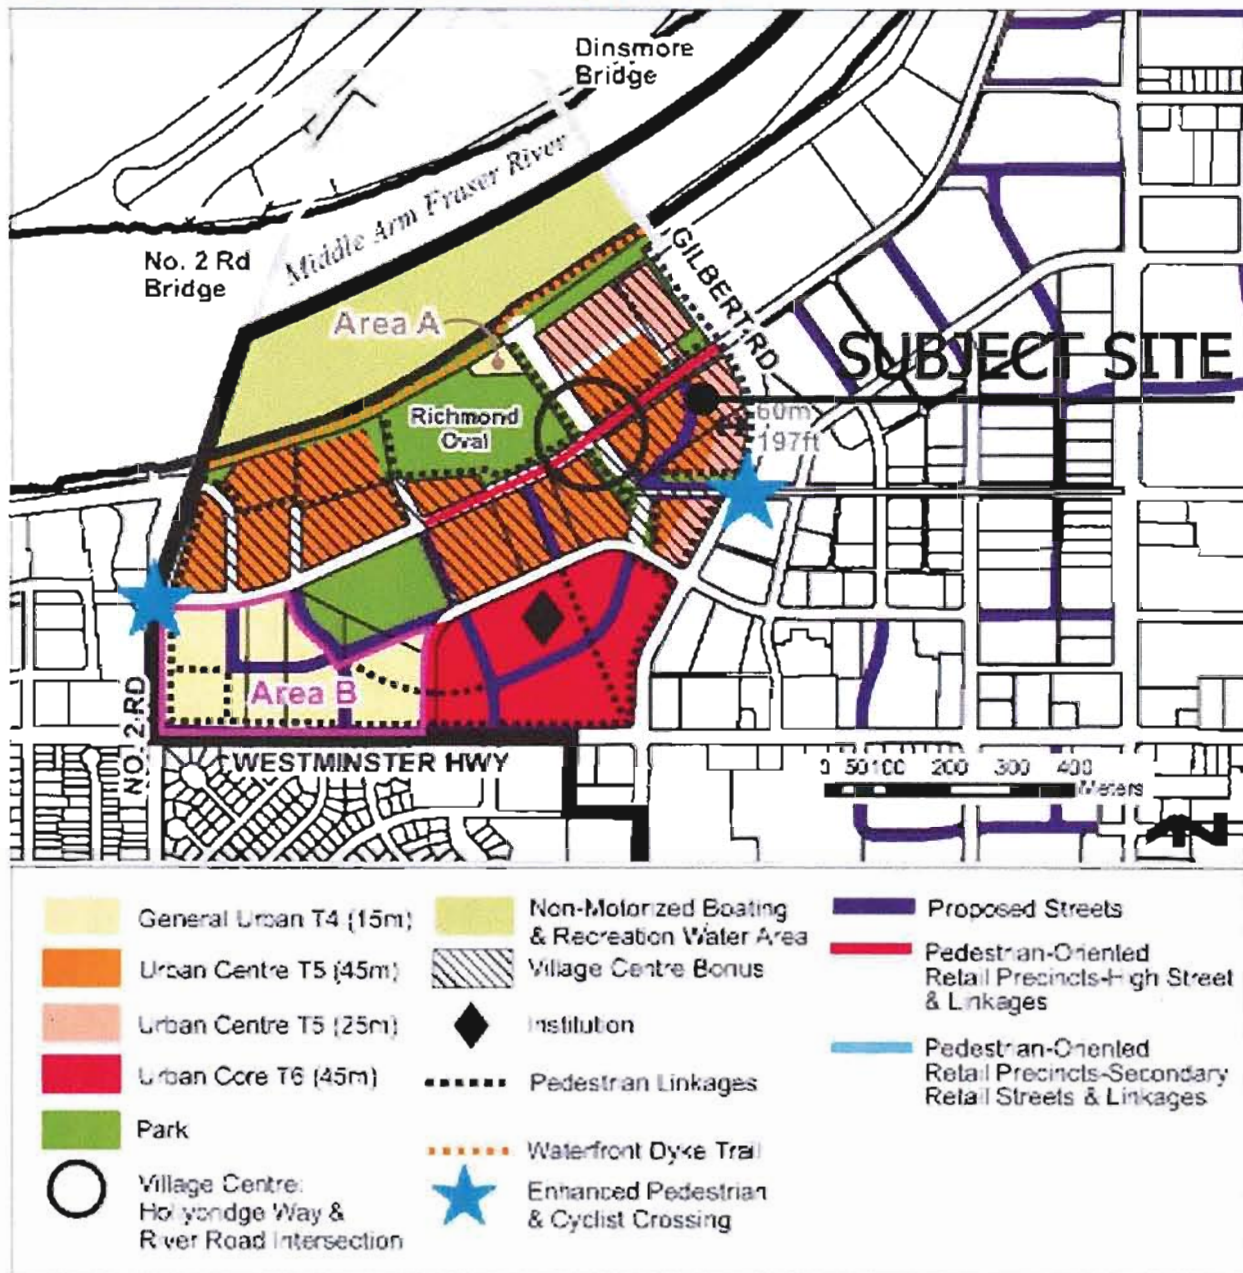 Dinsmore
Bridge
Middle Arm Fraser River
No. 2 Rd
Bridge
GILBERT RD
Area A
SUBJECT SITE
Richmond
Oval
60m
197ft
Area B
NO. 2 RD
WESTMINSTER HWY
0 50100 200 300 400
Meters
N
General Urban T4 (15m)
Urban Centre T5 (45m)
Urban Centre T5 (25m)
Urban Core T6 (45m)
Park
Village Centre:
Hollybridge Way &
River Road Intersection
Non-Motorized Boating
& Recreation Water Area
Village Centre Bonus
Institution
Pedestrian Linkages
Waterfront Dyke Trail
Enhanced Pedestrian
& Cyclist Crossing
Proposed Streets
Pedestrian-Oriented
Retail Precincts-High Street
& Linkages
Pedestrian-Oriented
Retail Precincts-Secondary
Retail Streets & Linkages